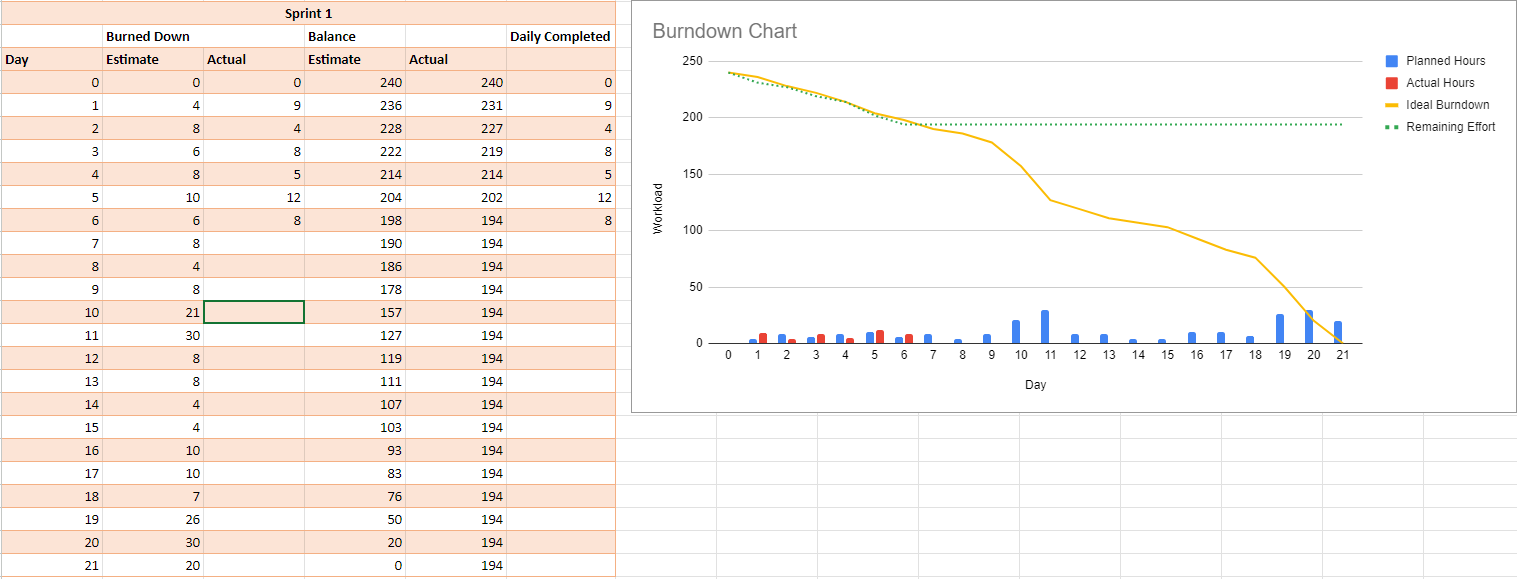 Sprint 1
Burned Down Balance Daily Completed
Day Estimate Actual Estimate Actual
0 0 0 240 240 0
1 4 9 236 231 9
2 8 4 228 227 4
3 6 8 222 219 8
4 8 5 214 214 5
5 10 12 204 202 12
6 6 8 198 194 8
7 8 190 194
8 4 186 194
9 8 178 194
10 21 157 194
11 30 127 194
12 8 119 194
13 8 111 194
14 4 107 194
15 4 103 194
16 10 93 194
17 10 83 194
18 7 76 194
19 26 50 194
20 30 20 194
21 20 0 194
Burndown Chart
250
200
150
100
50
0
Workload
0 1 2 3 4 5 6 7 8 9 10 11 12 13 14 15 16 17 18 19 20 21
Day
Planned Hours
Actual Hours
Ideal Burndown
Remaining Effort